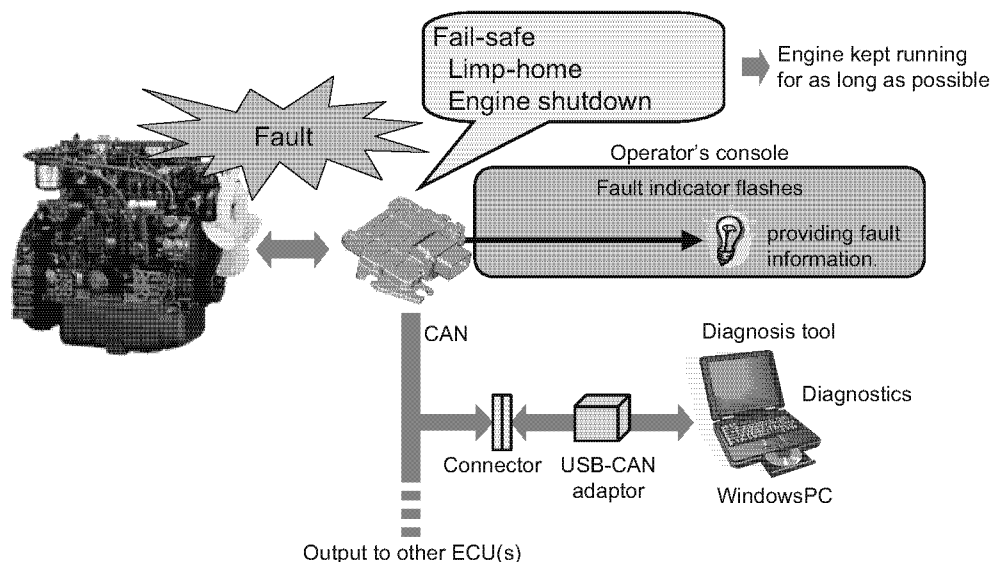 Fail-safe
Limp-home
Engine shutdown
Engine kept running
for as long as possible
Fault
Operator's console
Fault indicator flashes
providing fault
information.
CAN
Diagnosis tool
Diagnostics
Connector
USB-CAN
adaptor
WindowsPC
Output to other ECU(s)